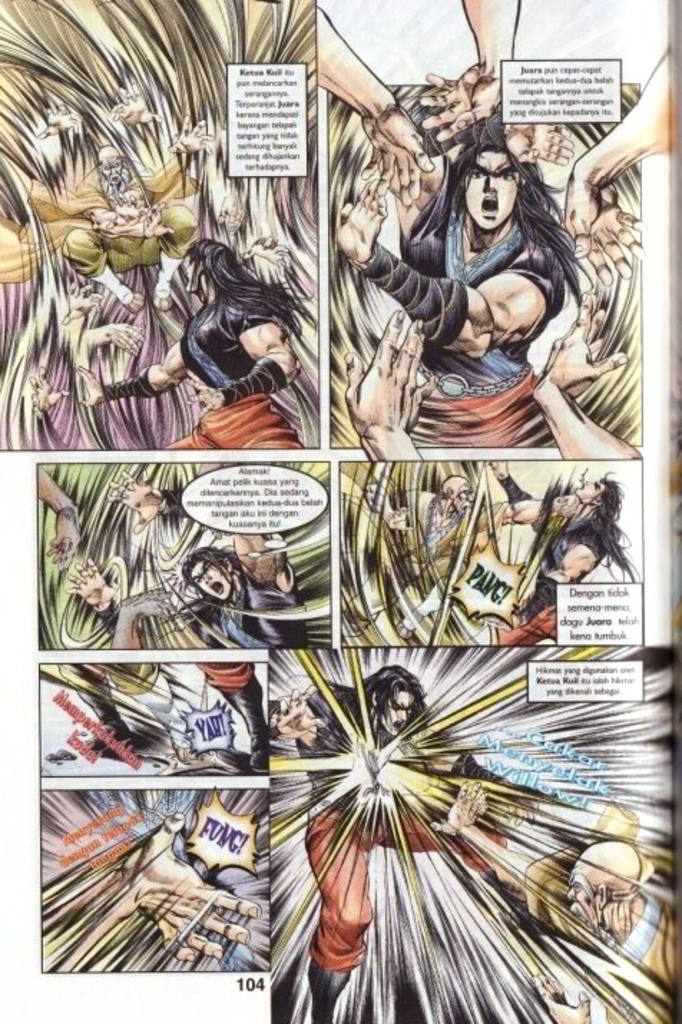 Ketua Kuil itu
pun melancarkan
serangannya.
Terperanjat Juara
kerana mendapati
bayangan telapak
tangan yang tidak
terhitung banyak
sedang dihujankan
terhadapnya.
Juara pun cepat-cepat
memutarkan kedua-dua belah
telapak tangannya untuk
menangkis serangan-serangan
yang ditujukan kepadanya itu.
Alamak!
Amat pelik kuasa yang
dilencarkannya. Dia sedang
memanipulasikan kedua-dua belah
tangan aku ini dengan
kuasanya itu!
PANG!
Dengan tidak
semena-mena,
dagu Juara telah
kena tumbuk
YAP!
Hikmat yang digunakan oleh
Ketua Kuil itu ialah hikmat
yang dikenali sebagai...
Cakar
Menyelak
Willow!
Dengan
FUNG!
104